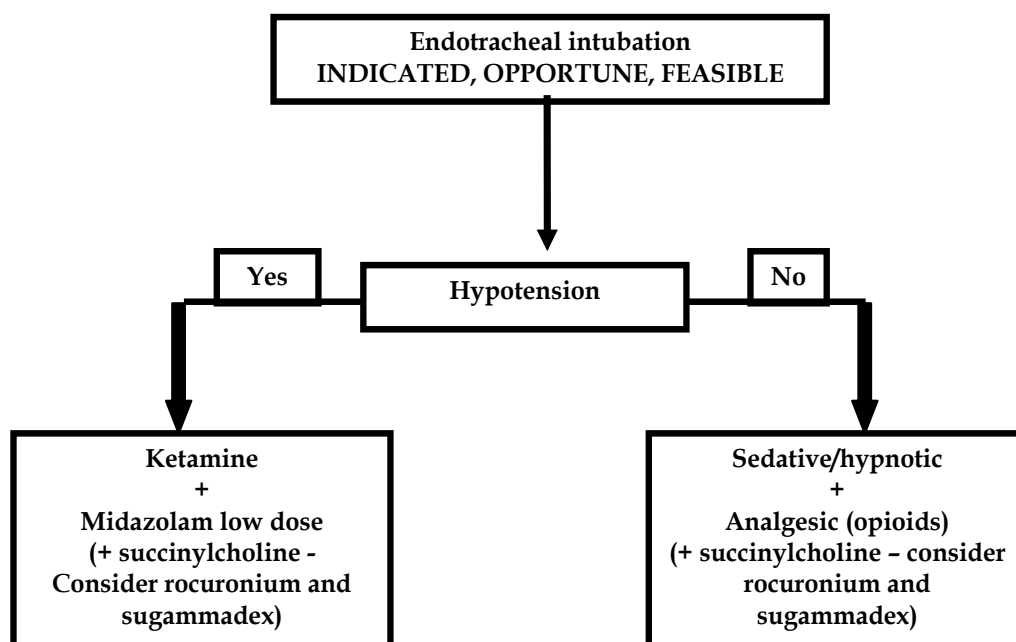 Endotracheal intubation
INDICATED, OPPORTUNE, FEASIBLE
Yes
Hypotension
No
Ketamine
+
Midazolam low dose
(+ succinylcholine -
Consider rocuronium and
sugammadex)
Sedative/hypnotic
+
Analgesic (opioids)
(+ succinylcholine – consider
rocuronium and
sugammadex)